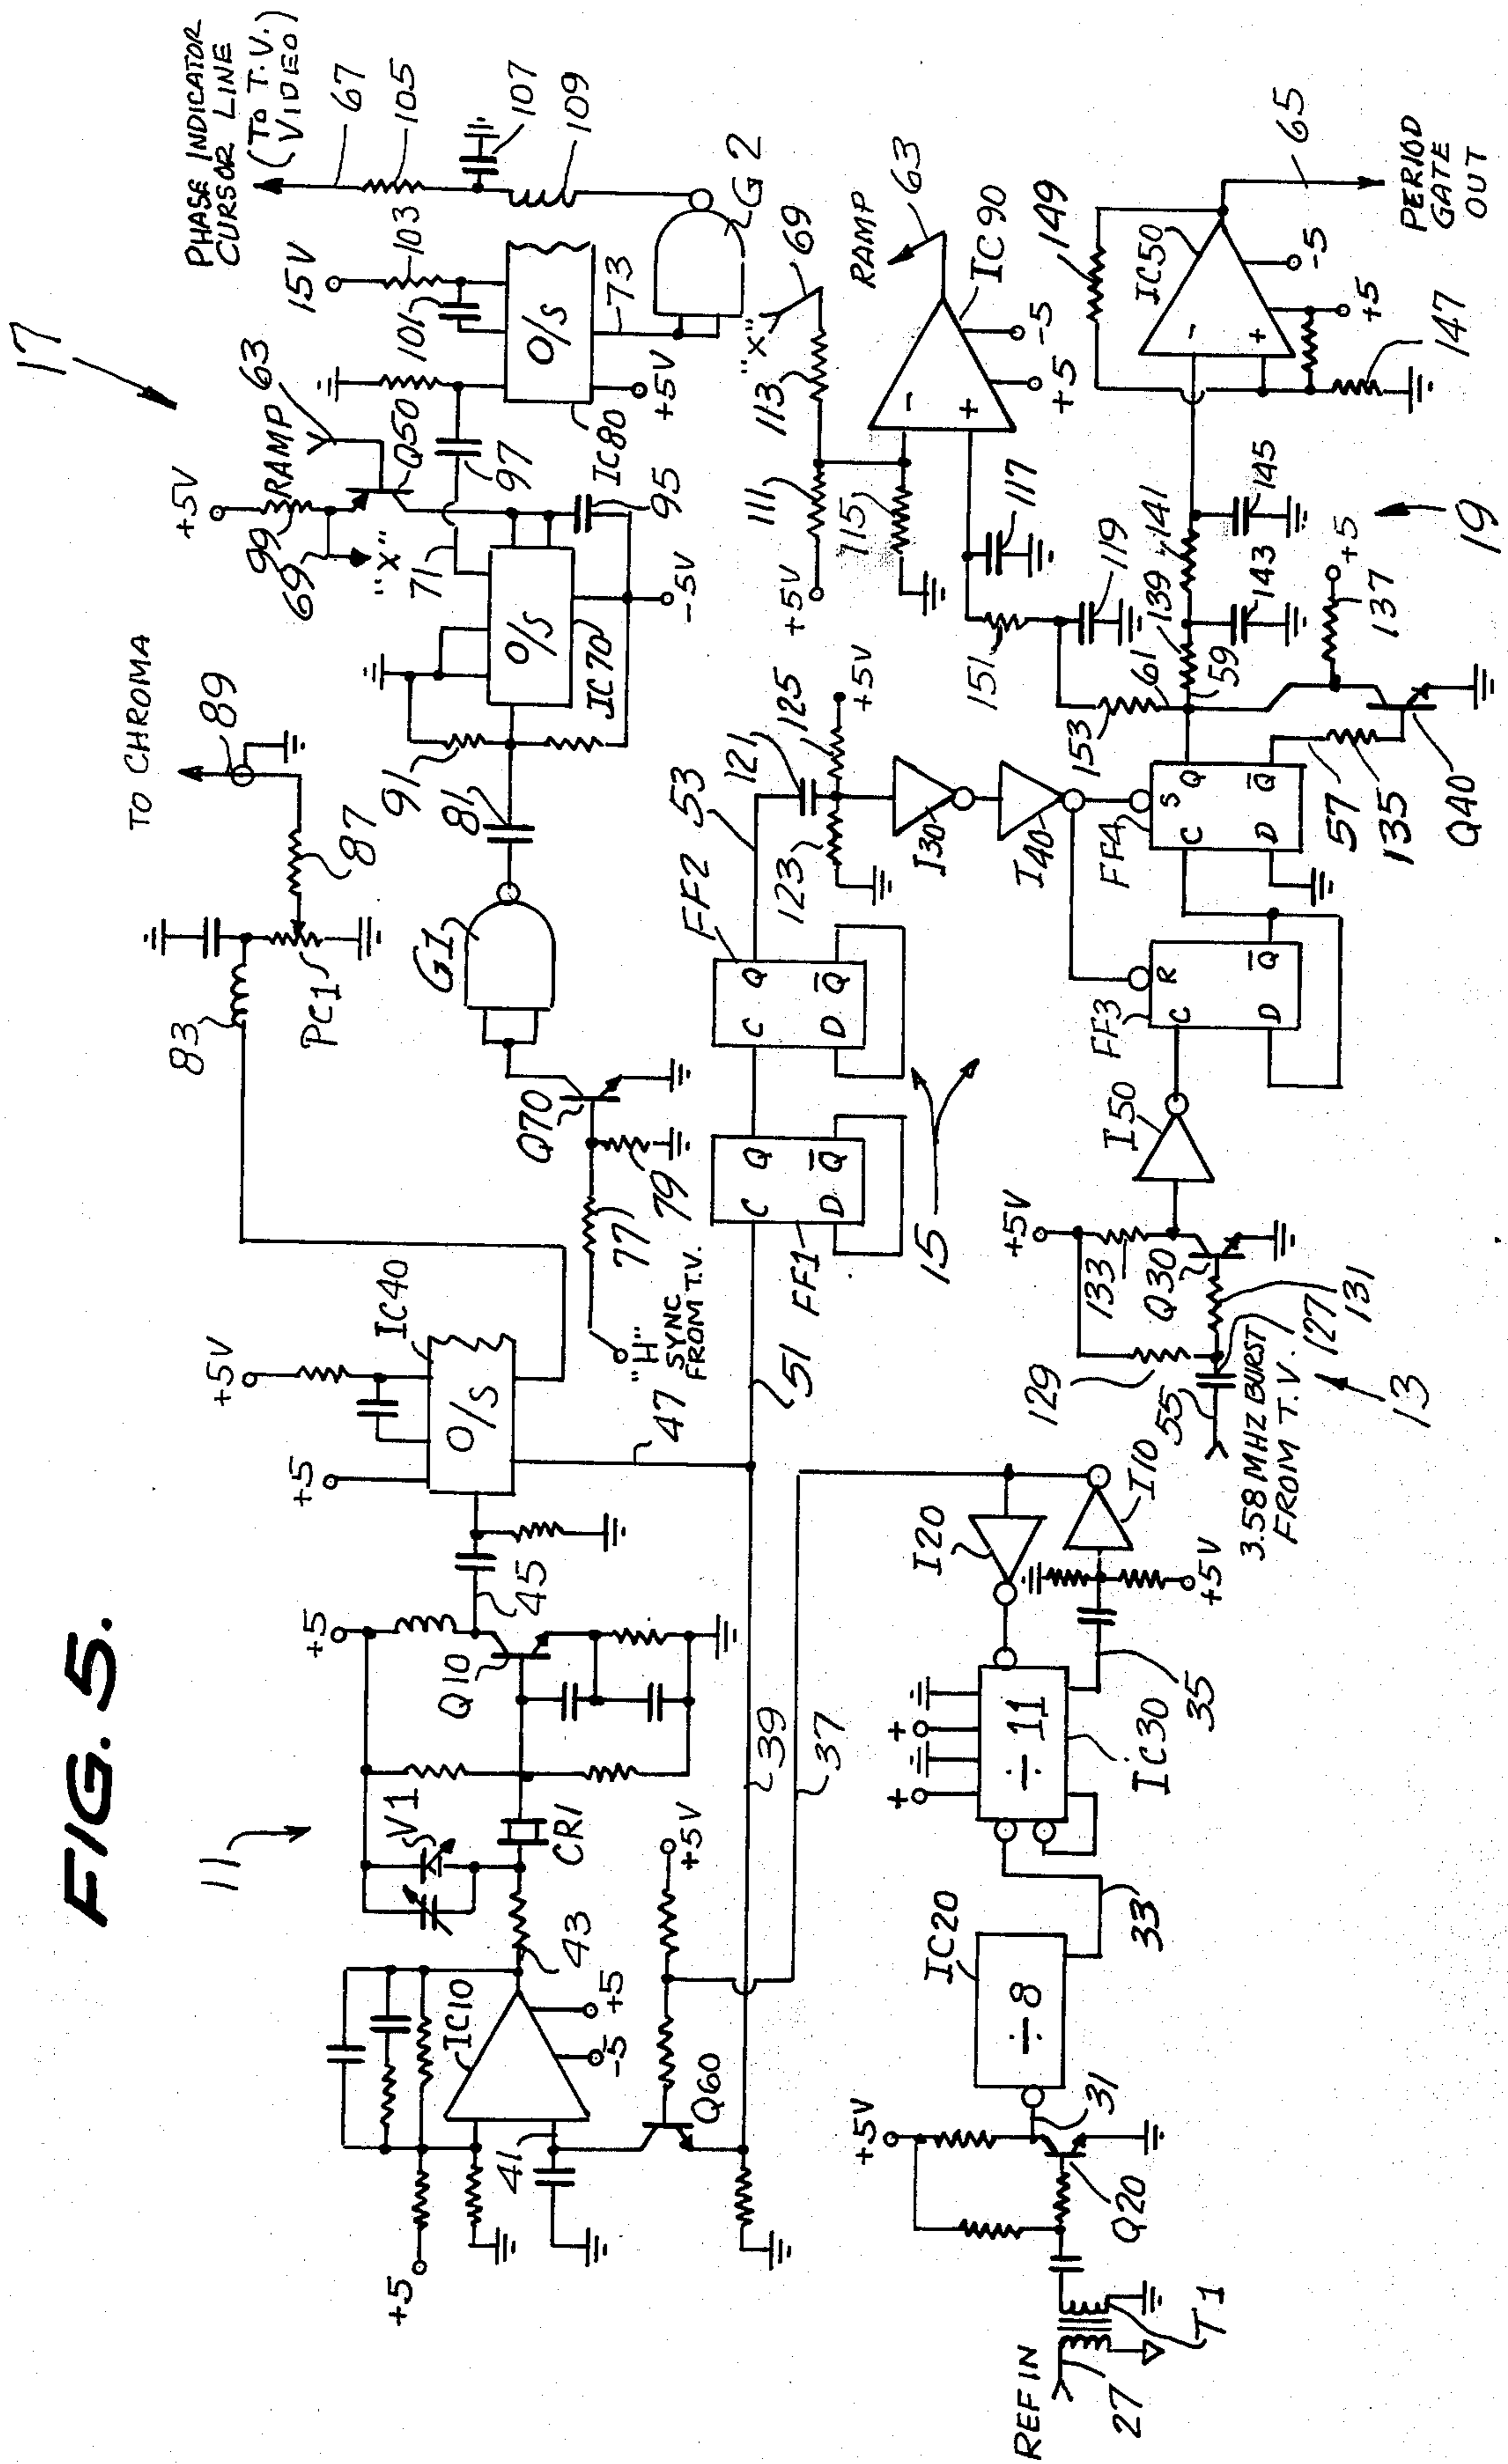 FIG. 5.
11
17
+5
IC10
-5
+5
41
43
Q60
+5V
V1
CR1
+5
Q10
45
+5
+5V
O/S
IC40
47
39
37
83
PC1
87
TO CHROMA
89
"H"
SYNC
FROM T.V.
77
79
Q70
G1
81
91
+5V
99
RAMP
63
69
"X"
Q50
71
O/S
IC70
-5V
95
97
IC80
15V
101
103
O/S
+5V
73
G2
PHASE INDICATOR
CURSOR LINE
(TO T.V.
VIDEO)
67
105
107
109
51
FF1
C
Q
D
Q̅
FF2
C
Q
D
Q̅
15
53
121
123
125
+5V
I30
I40
+5V
111
113
"X"
69
115
117
119
151
153
RAMP
63
IC90
+5
-5
REF IN
27
T1
+5V
Q20
31
÷8
IC20
33
÷11
IC30
+
+
35
I20
I10
+5V
3.58 MHZ BURST
FROM T.V.
55
127
129
131
133
+5V
Q30
13
I50
FF3
C
R
D
Q̅
FF4
C
S
Q
D
Q̅
57
135
Q40
137
+5
59
61
139
141
143
145
19
147
149
IC50
-
+
-5
+5
65
PERIOD
GATE
OUT